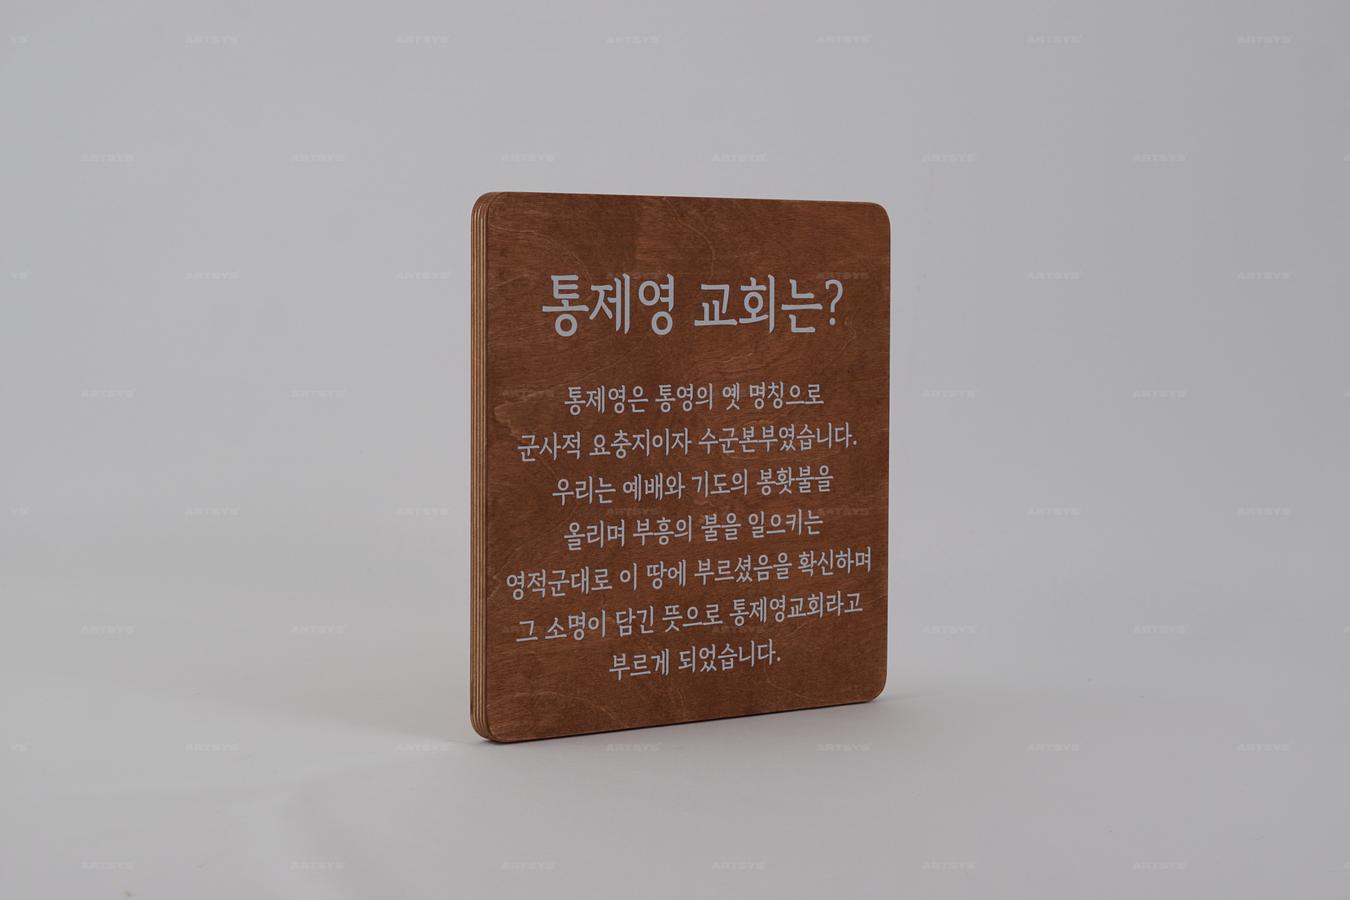 통제영 교회는?
통제영은 통영의 옛 명칭으로
군사적 요충지이자 수군본부였습니다.
우리는 예배와 기도의 봉홧불을
올리며 부흥의 불을 일으키는
영적군대로 이 땅에 부르셨음을 확신하며
그 소명이 담긴 뜻으로 통제영교회라고
부르게 되었습니다.
ARTSYS